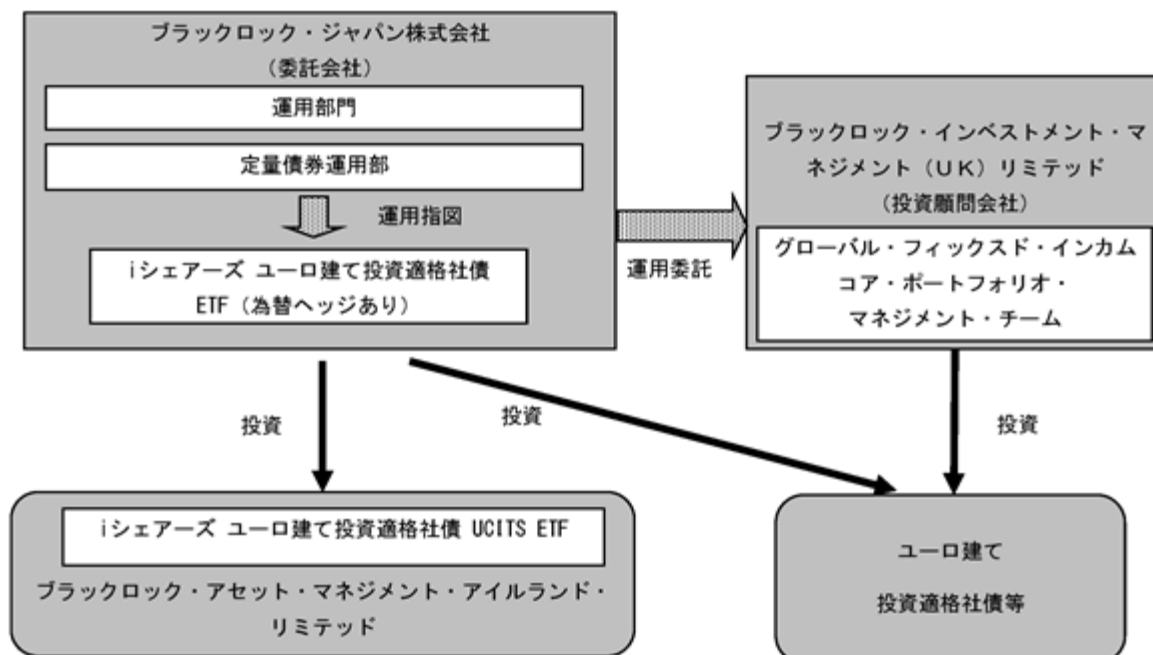 ブラックロック・ジャパン株式会社
(委託会社)
運用部門
定量債券運用部
運用指図
iシェアーズ ユーロ建て投資適格社債
ETF(為替ヘッジあり)
運用委託
ブラックロック・インベストメント・マ
ネジメント(UK)リミテッド
(投資顧問会社)
グローバル・フィックスド・インカム
コア・ポートフォリオ・
マネジメント・チーム
投資
投資
投資
iシェアーズ ユーロ建て投資適格社債 UCITS ETF
ブラックロック・アセット・マネジメント・アイルランド・
リミテッド
ユーロ建て
投資適格社債等